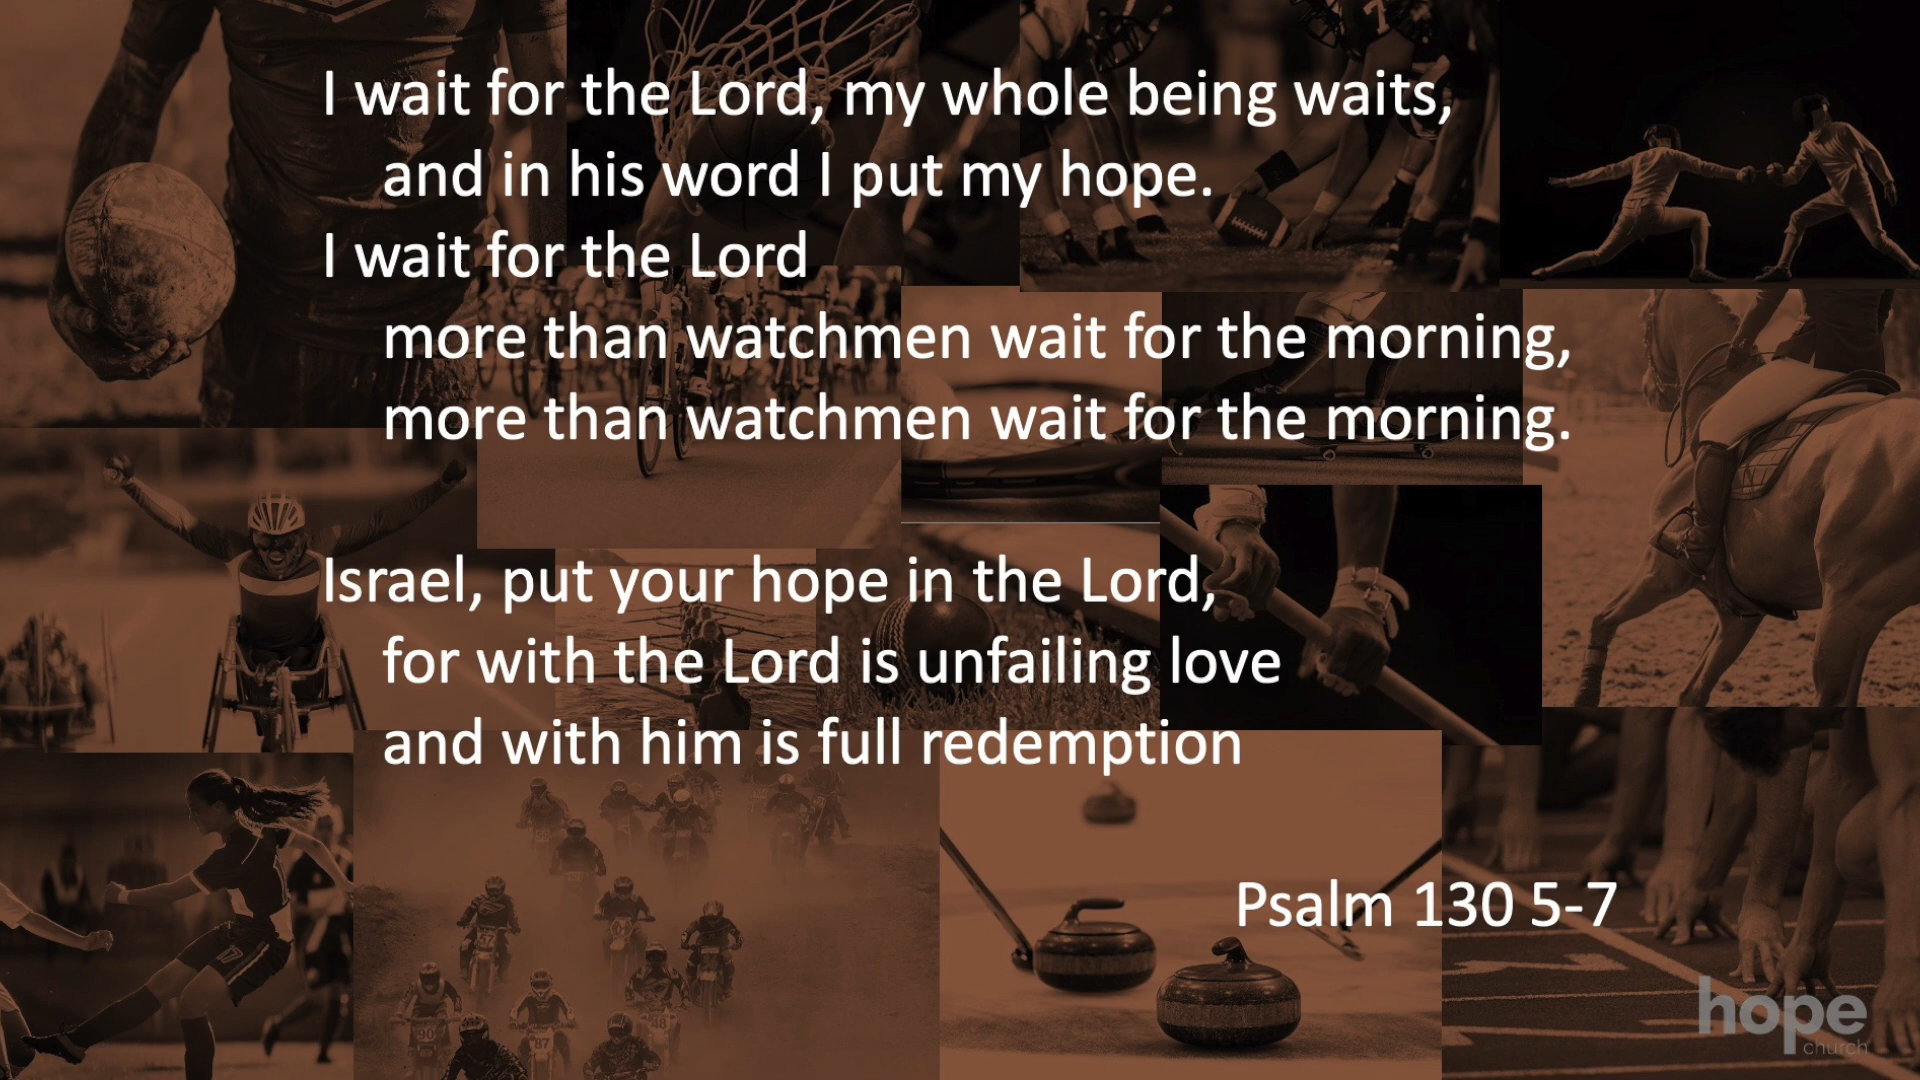 I wait for the Lord, my whole being waits,
and in his word I put my hope.
I wait for the Lord
more than watchmen wait for the morning,
more than watchmen wait for the morning.
Israel, put your hope in the Lord,
for with the Lord is unfailing love
and with him is full redemption
Psalm 130 5-7
hope
church
90
87
48